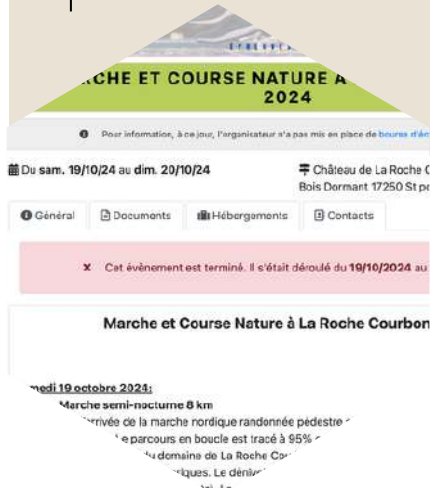 CHE ET COURSE NATURE À
2024
Pour information, à ce jour, l'organisateur n'a pas mis en place de bourse
Du sam. 19/10/24 au dim. 20/10/24
Château de La Roche
Bois Dormant 17250 St
Général
Documents
Hébergements
Contacts
× Cet évènement est terminé. Il s'était déroulé du 19/10/2024 au
Marche et Course Nature à La Roche Courbon
medi 19 octobre 2024:
Marche semi-nocturne 8 km
rrivée de la marche nordique randonnée pédestre
e parcours en boucle est tracé à 95%
du domaine de La Roche
riques. Le